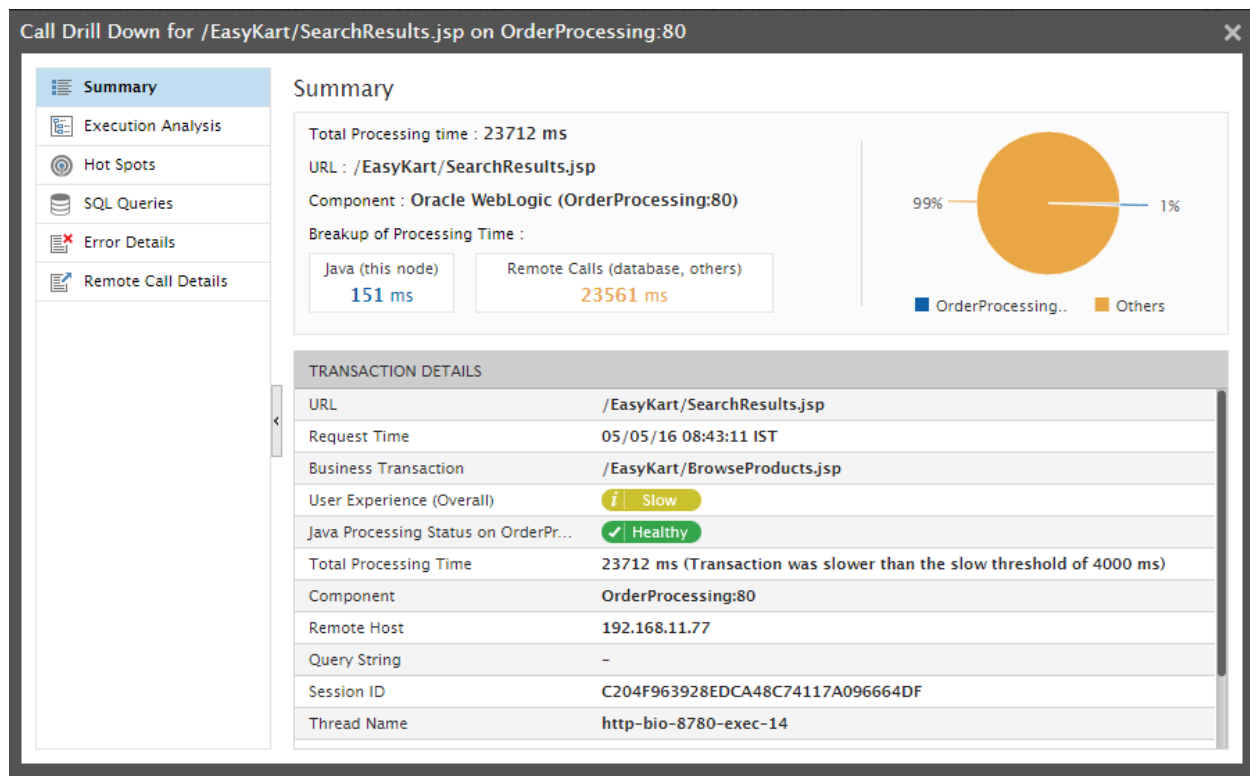 Call Drill Down for /EasyKart/SearchResults.jsp on OrderProcessing:80
Summary
Execution Analysis
Hot Spots
SQL Queries
Error Details
Remote Call Details
Summary
Total Processing time : 23712 ms
URL : /EasyKart/SearchResults.jsp
Component : Oracle WebLogic (OrderProcessing:80)
Breakup of Processing Time :
Java (this node)
151 ms
Remote Calls (database, others)
23561 ms
99%
1%
OrderProcessing..
Others
TRANSACTION DETAILS
URL /EasyKart/SearchResults.jsp
Request Time 05/05/16 08:43:11 IST
Business Transaction /EasyKart/BrowseProducts.jsp
User Experience (Overall) i Slow
Java Processing Status on OrderPr... Healthy
Total Processing Time 23712 ms (Transaction was slower than the slow threshold of 4000 ms)
Component OrderProcessing:80
Remote Host 192.168.11.77
Query String -
Session ID C204F963928EDCA48C74117A096664DF
Thread Name http-bio-8780-exec-14